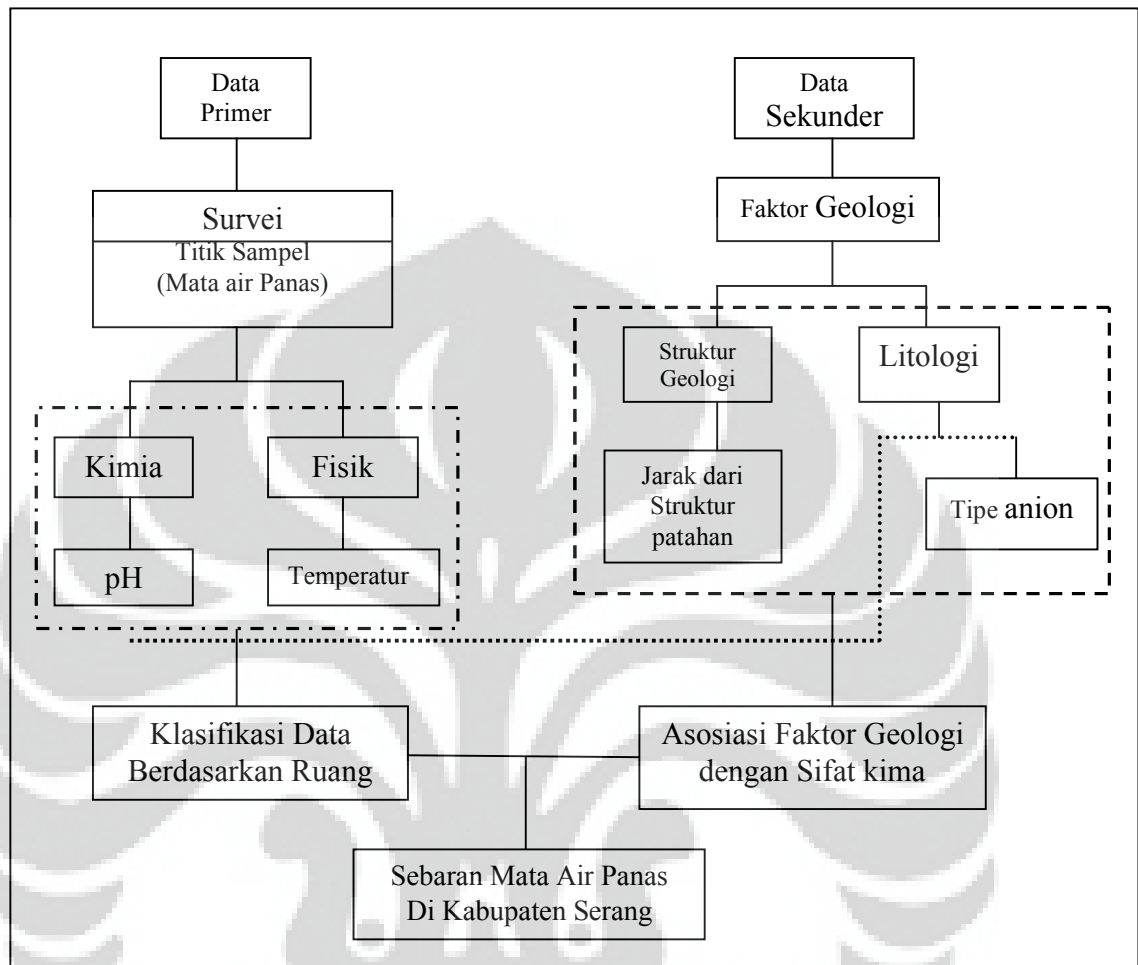 Data
Primer
Data
Sekunder
Survei
Titik Sampel
(Mata air Panas)
Faktor Geologi
Struktur
Geologi
Litologi
Kimia
Fisik
Jarak dari
Struktur
patahan
Tipe anion
pH
Temperatur
Klasifikasi Data
Berdasarkan Ruang
Asosiasi Faktor Geologi
dengan Sifat kima
Sebaran Mata Air Panas
Di Kabupaten Serang